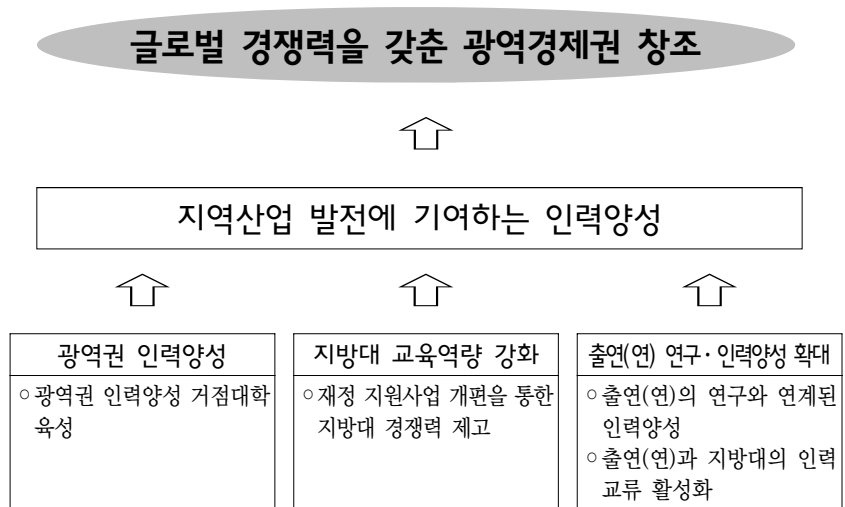 글로벌 경쟁력을 갖춘 광역경제권 창조
지역산업 발전에 기여하는 인력양성
광역권 인력양성
○광역권 인력양성 거점대학
육성
지방대 교육역량 강화
○재정 지원사업 개편을 통한
지방대 경쟁력 제고
출연(연) 연구·인력양성 확대
○출연(연)의 연구와 연계된
인력양성
○출연(연)과 지방대의 인력
교류 활성화